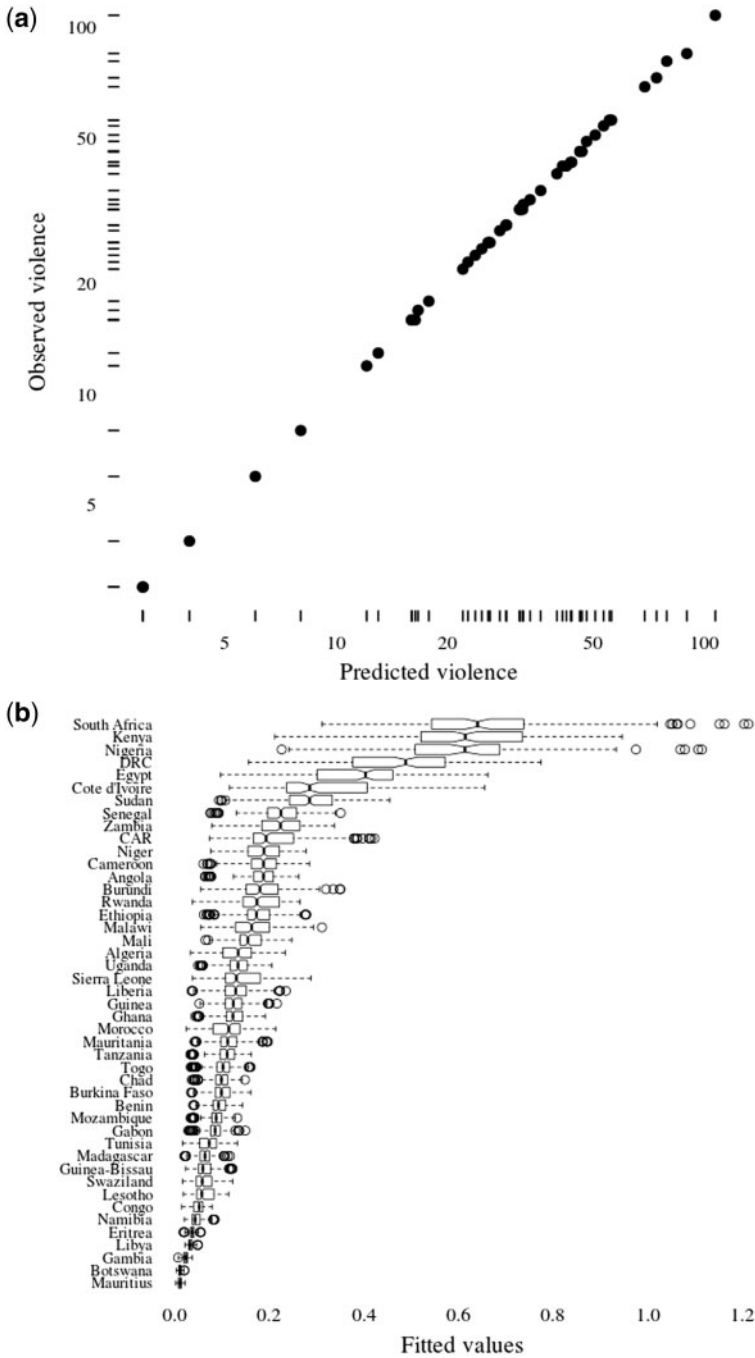 (a)
100
50
20
10
5
Observed violence
5 10 20 50 100
Predicted violence
(b)
South Africa
Kenya
Nigeria
DRC
Egypt
Cote d'Ivoire
Sudan
Senegal
Zambia
CAR
Niger
Cameroon
Angola
Burundi
Rwanda
Ethiopia
Malawi
Mali
Algeria
Uganda
Sierra Leone
Liberia
Guinea
Ghana
Morocco
Mauritania
Tanzania
Togo
Chad
Burkina Faso
Benin
Mozambique
Gabon
Tunisia
Madagascar
Guinea-Bissau
Swaziland
Lesotho
Congo
Namibia
Eritrea
Libya
Gambia
Botswana
Mauritius
0.0 0.2 0.4 0.6 0.8 1.0 1.2
Fitted values